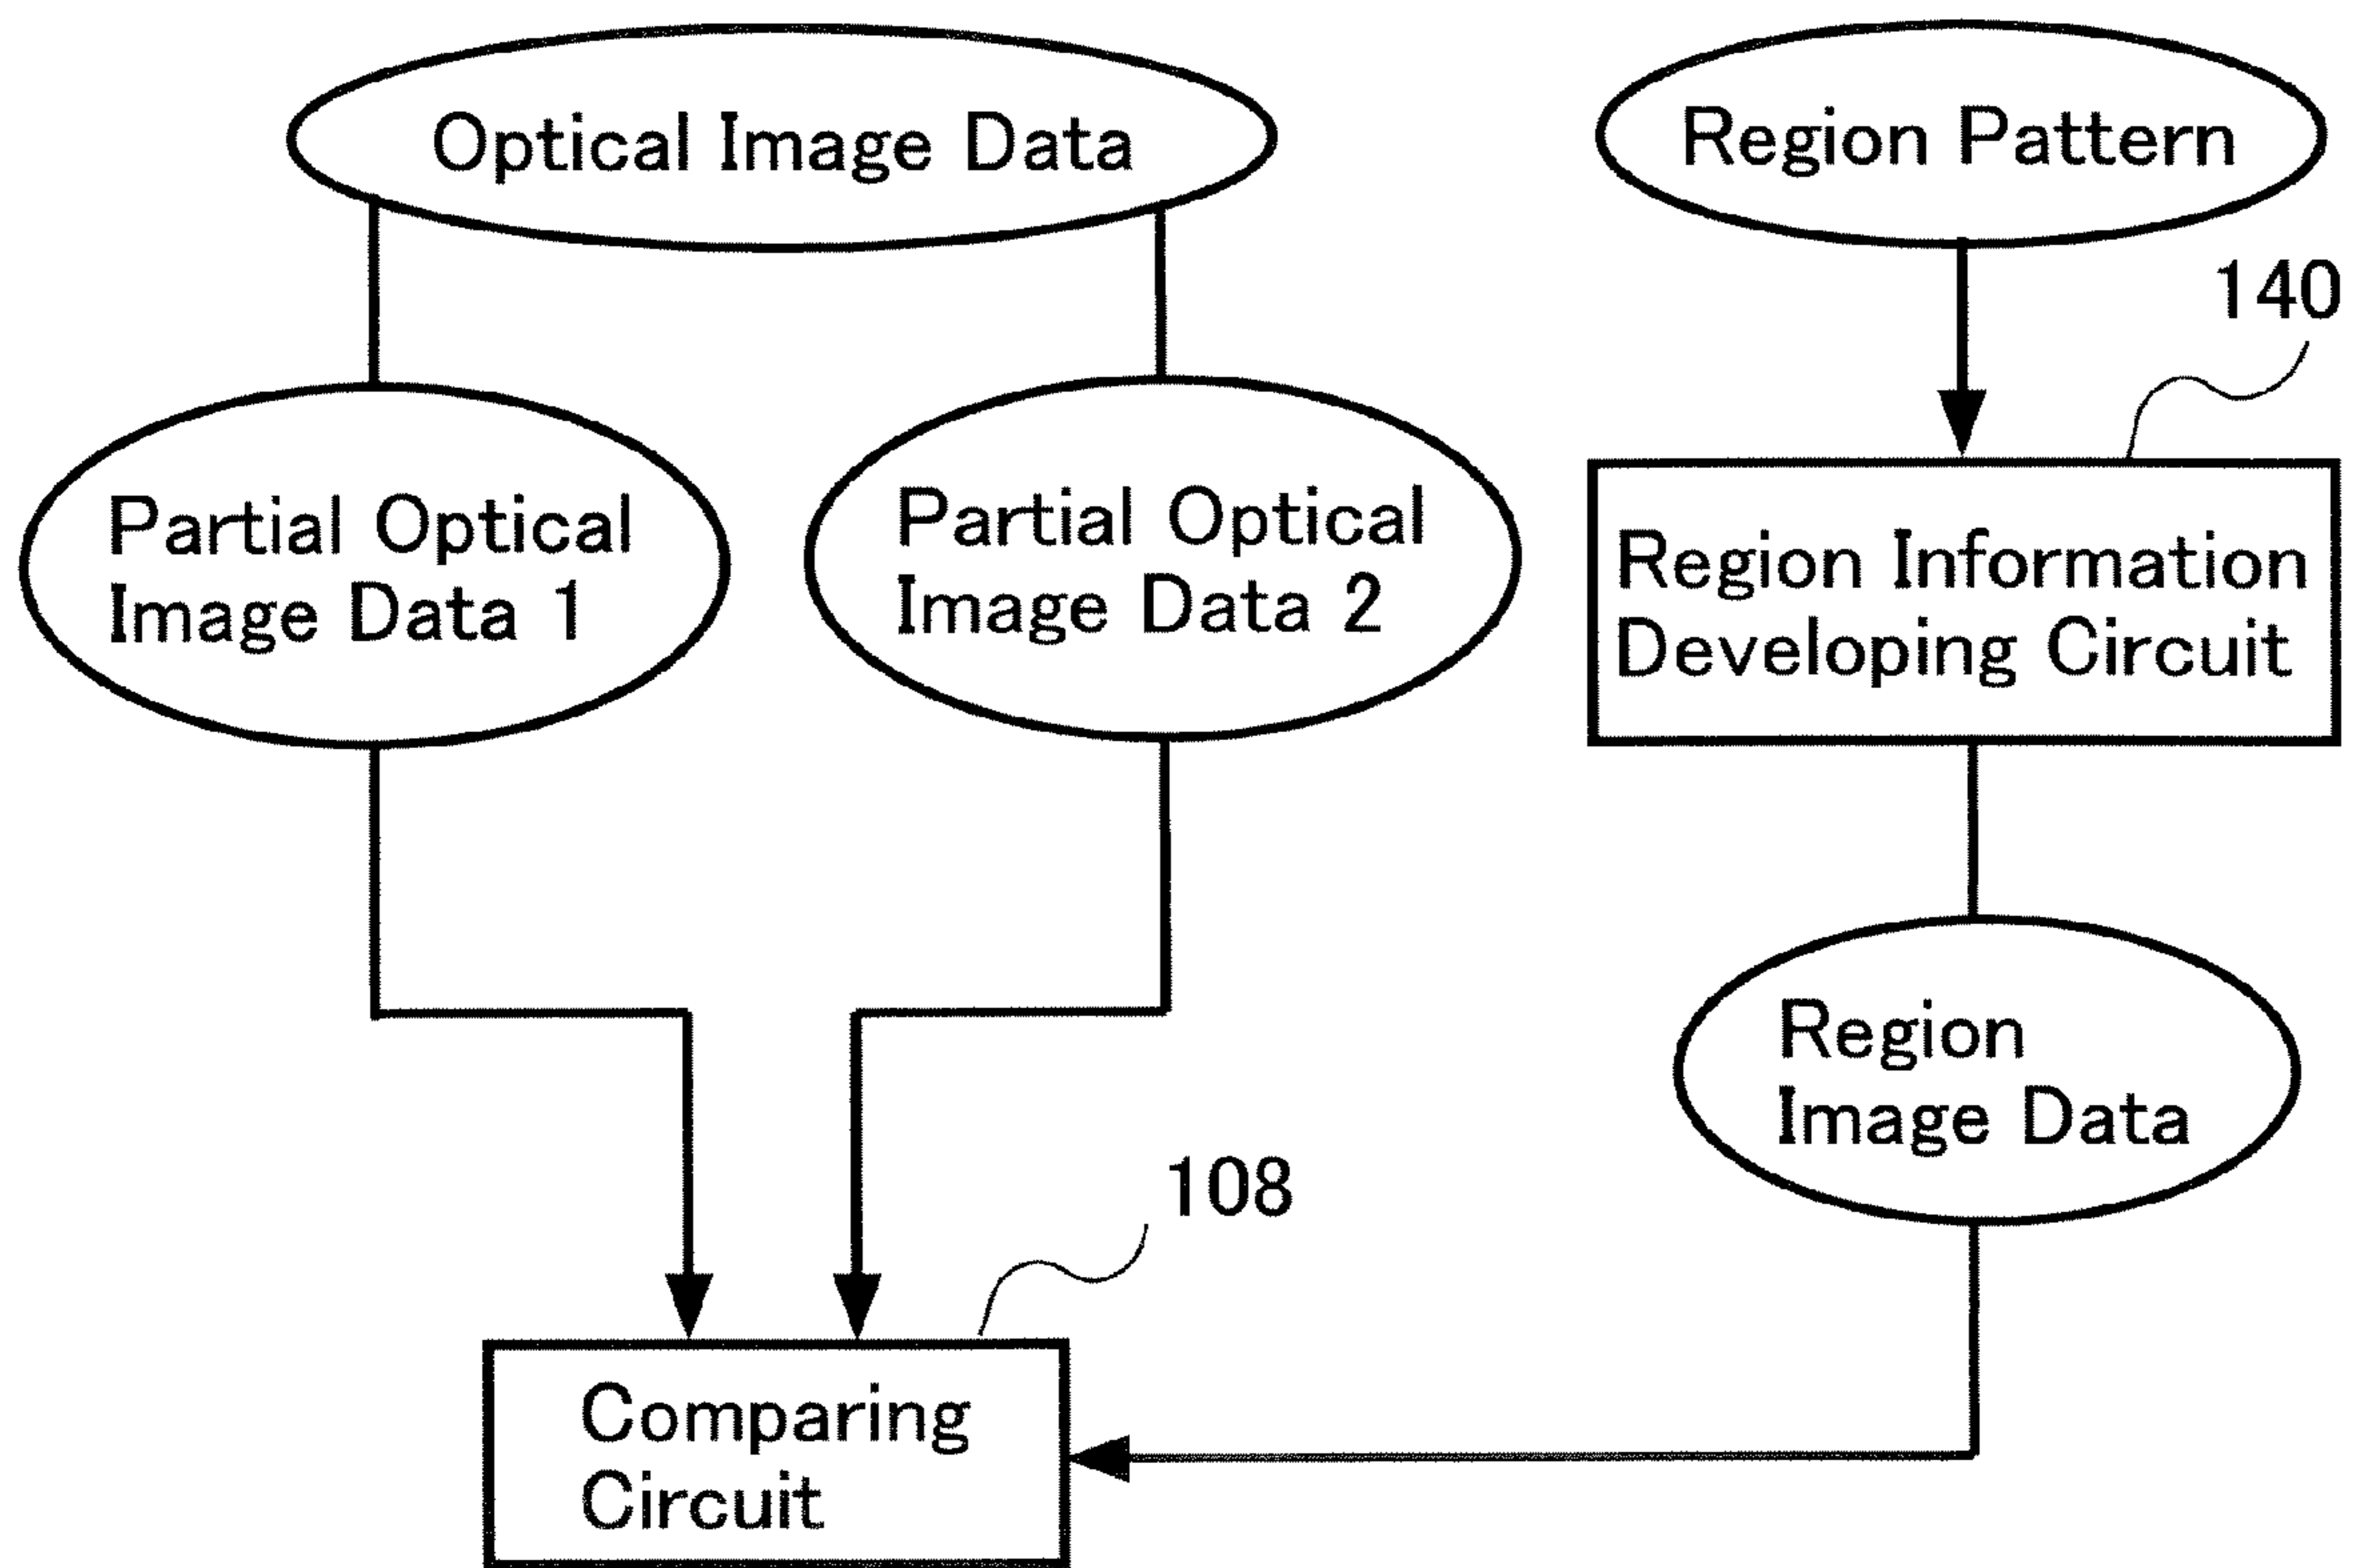 Optical Image Data
Region Pattern
140
Partial Optical
Image Data 1
Partial Optical
Image Data 2
Region Information
Developing Circuit
Region
Image Data
108
Comparing
Circuit